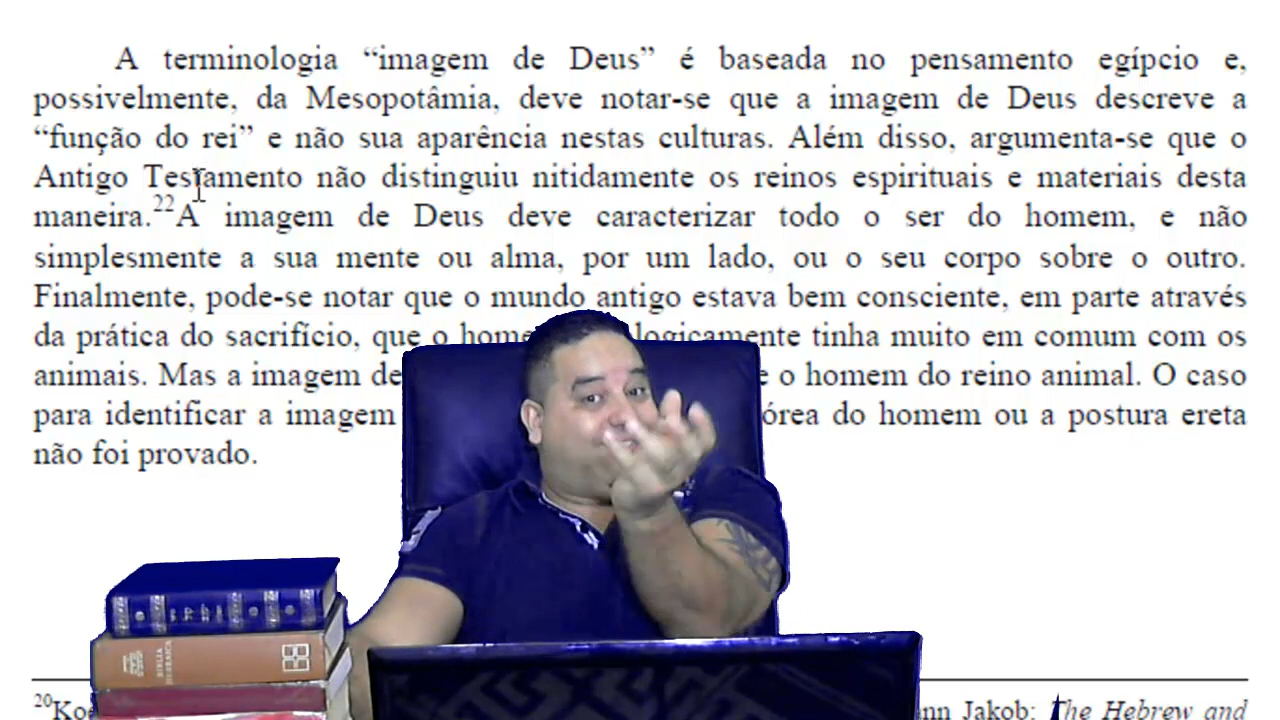 A terminologia “imagem de Deus” é baseada no pensamento egípcio e,
possivelmente, da Mesopotâmia, deve notar-se que a imagem de Deus descreve a
“função do rei” e não sua aparência nestas culturas. Além disso, argumenta-se que o
Antigo Testamento não distinguiu nitidamente os reinos espirituais e materiais desta
maneira.22A imagem de Deus deve caracterizar todo o ser do homem, e não
simplesmente a sua mente ou alma, por um lado, ou o seu corpo sobre o outro.
Finalmente, pode-se notar que o mundo antigo estava bem consciente, em parte através
da prática do sacrifício, que o logicamente tinha muito em comum com os
animais. Mas a imagem de o homem do reino animal. O caso
para identificar a imagem órea do homem ou a postura ereta
não foi provado.
BIBLIA
HEBRAICA
20 Jakob: The Hebrew and